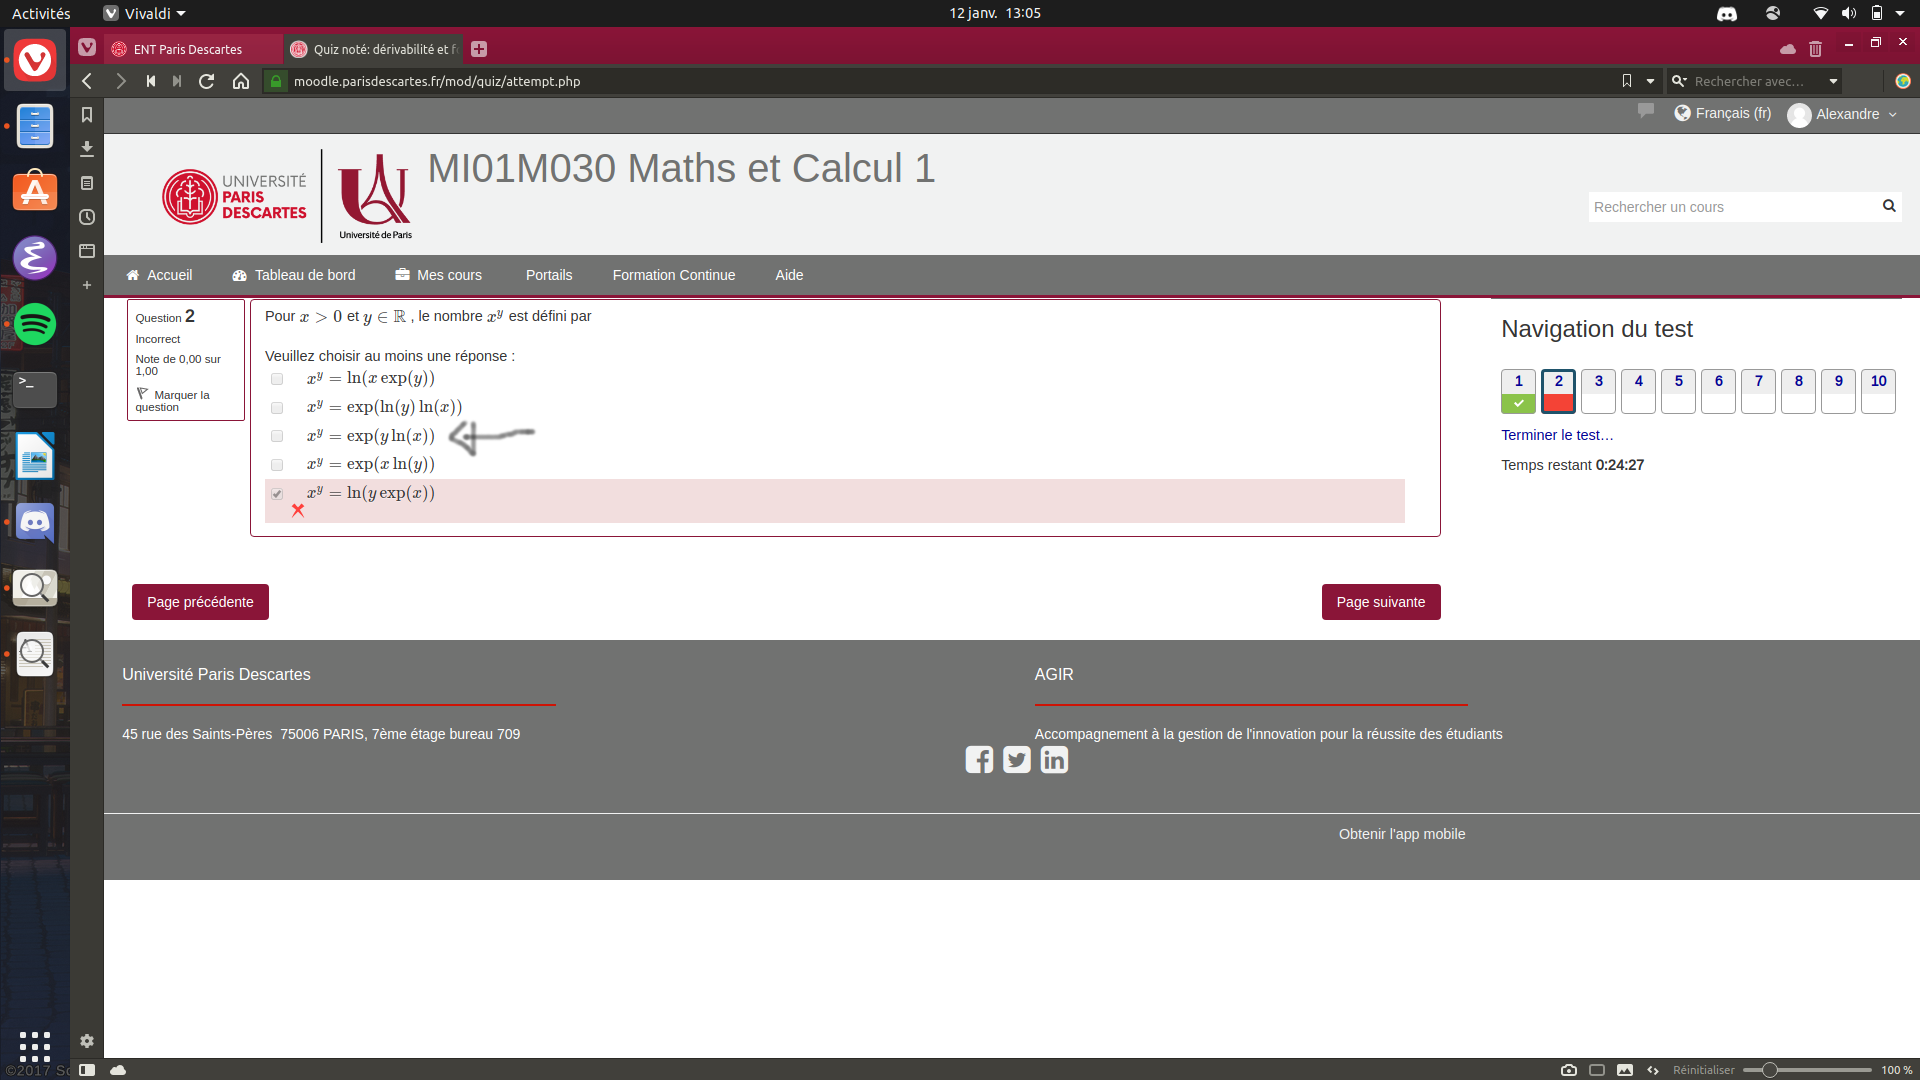 Activités
Vivaldi
12 janv. 13:05
ENT Paris Descartes
Quiz noté: dérivabilité et f
moodle.parisdescartes.fr/mod/quiz/attempt.php
Rechercher avec...
Français (fr)
Alexandre
UNIVERSITÉ
PARIS
DESCARTES
Université de Paris
MI01M030 Maths et Calcul 1
Rechercher un cours
Accueil
Tableau de bord
Mes cours
Portails
Formation Continue
Aide
Question 2
Incorrect
Note de 0,00 sur
1,00
Marquer la
question
Pour x > 0 et y ∈ ℝ , le nombre x^y est défini par
Veuillez choisir au moins une réponse :
x^y = ln(x exp(y))
x^y = exp(ln(y) ln(x))
x^y = exp(y ln(x))
x^y = exp(x ln(y))
x^y = ln(y exp(x))
Navigation du test
1 2 3 4 5 6 7 8 9 10
Terminer le test…
Temps restant 0:24:27
Page précédente
Page suivante
Université Paris Descartes
45 rue des Saints-Pères 75006 PARIS, 7ème étage bureau 709
AGIR
Accompagnement à la gestion de l'innovation pour la réussite des étudiants
Obtenir l'app mobile
©2017
Réinitialiser
100 %